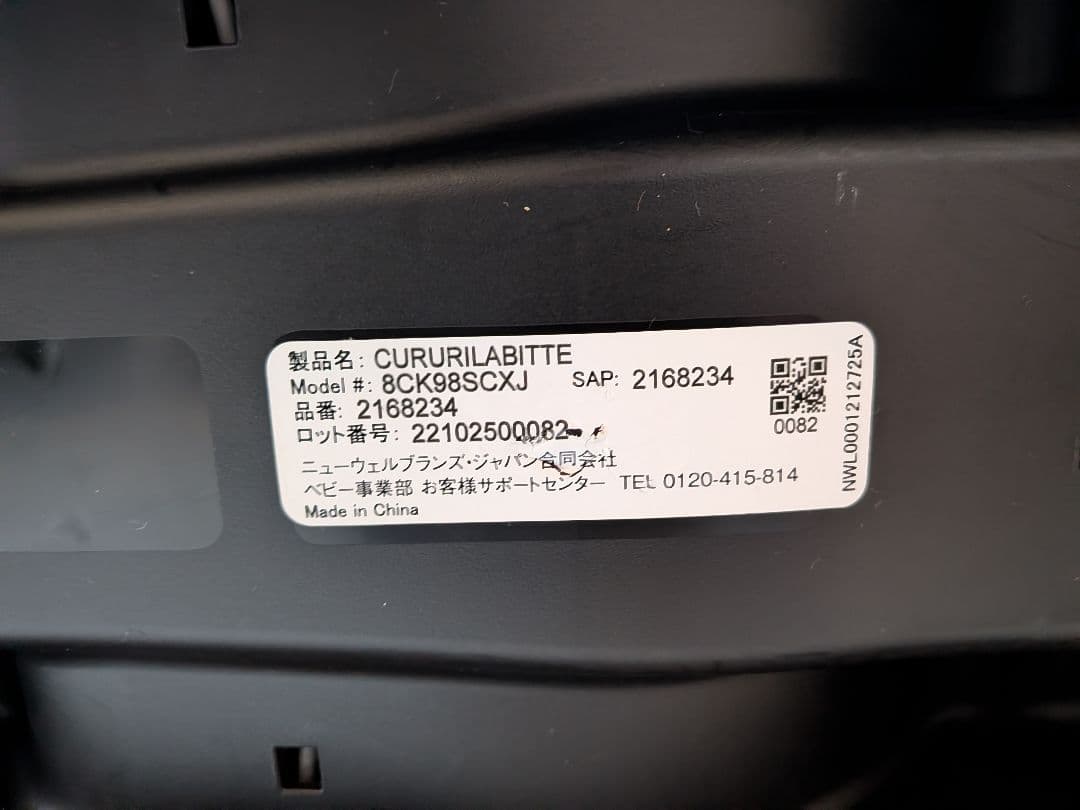 製品名: CURURILABITTE
Model #: 8CK98SCXJ SAP: 2168234
品番: 2168234
ロット番号: 22102500082
ニューウェルブランズ・ジャパン合同会社
ベビー事業部 お客様サポートセンター TEL 0120-415-814
Made in China
0082
NWL0001212725A